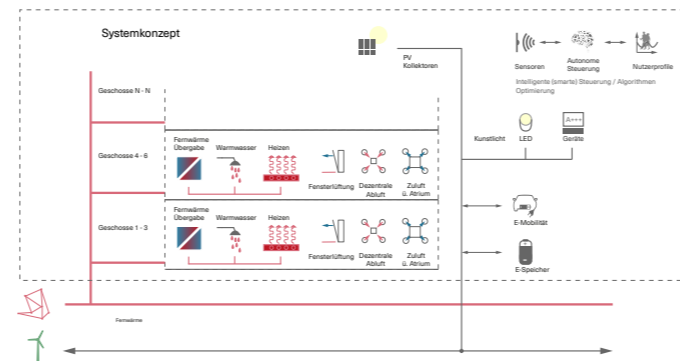 Systemkonzept
PV
Kollektoren
Sensoren
Autonome
Steuerung
Nutzerprofile
Intelligente (smarte) Steuerung / Algorithmen
Optimierung
Geschosse N - N
A+++
Kunstlicht
LED
Geräte
Geschosse 4 - 6
Fernwärme
Übergabe
Warmwasser
Heizen
Fensterlüftung
Dezentrale
Abluft
Zuluft
ü. Atrium
Geschosse 1 - 3
Fernwärme
Übergabe
Warmwasser
Heizen
Fensterlüftung
Dezentrale
Abluft
Zuluft
ü. Atrium
E-Mobilität
E-Speicher
Fernwärme